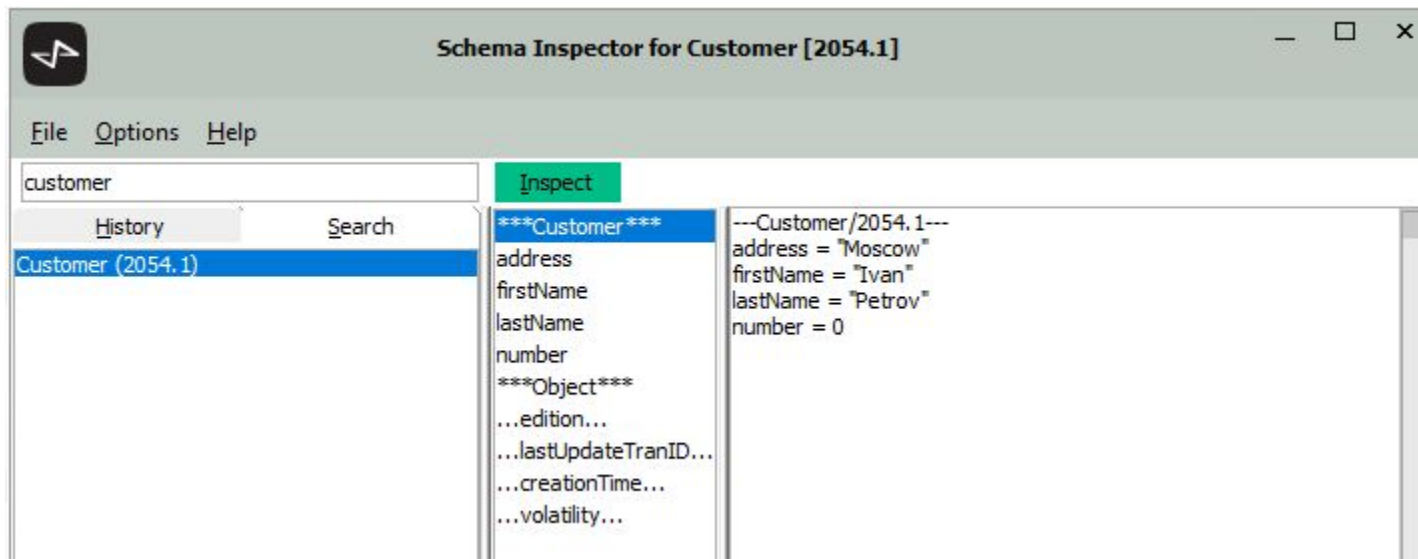 Schema Inspector for Customer [2054.1]
File Options Help
customer
Inspect
History Search
Customer (2054.1)
***Customer***
address
firstName
lastName
number
***Object***
...edition...
...lastUpdateTranID...
...creationTime...
...volatility...
---Customer/2054.1---
address = "Moscow"
firstName = "Ivan"
lastName = "Petrov"
number = 0